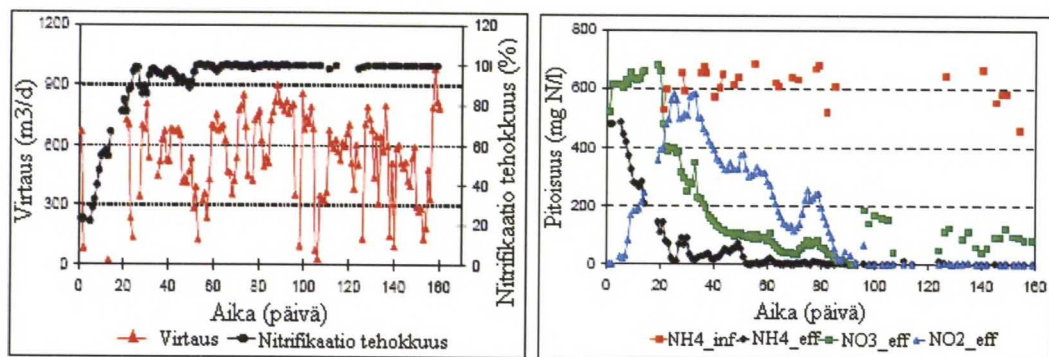 1200
900
600
300
0
Virtaus (m3/d)
120
100
80
60
40
20
0
Nitrifikaatio tehokkuus (%)
0 20 40 60 80 100 120 140 160
Aika (päivä)
Virtaus Nitrifikaatio tehokkuus
800
600
400
200
0
Pitoisuus (mg N/l)
0 20 40 60 80 100 120 140 160
Aika (päivä)
NH4_inf NH4_eff NO3_eff NO2_eff